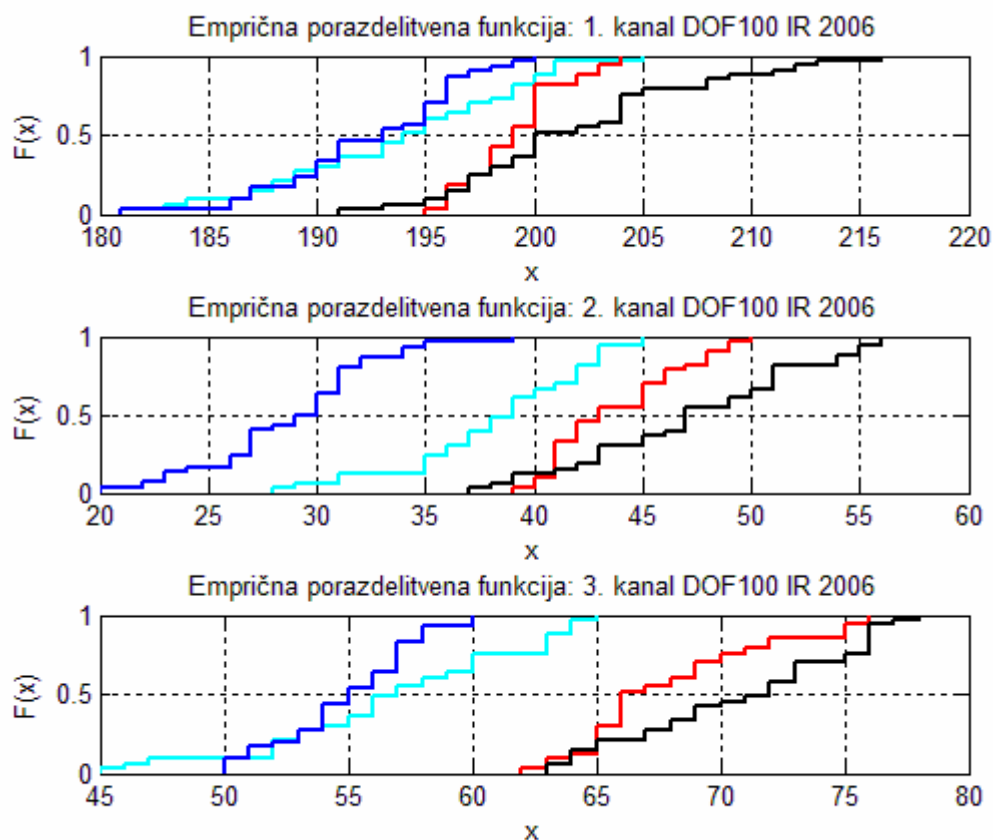 Emprična porazdelitvena funkcija: 1. kanal DOF100 IR 2006
1
0.5
0
F(x)
180 185 190 195 200 205 210 215 220
x
Emprična porazdelitvena funkcija: 2. kanal DOF100 IR 2006
1
0.5
0
F(x)
20 25 30 35 40 45 50 55 60
x
Emprična porazdelitvena funkcija: 3. kanal DOF100 IR 2006
1
0.5
0
F(x)
45 50 55 60 65 70 75 80
x